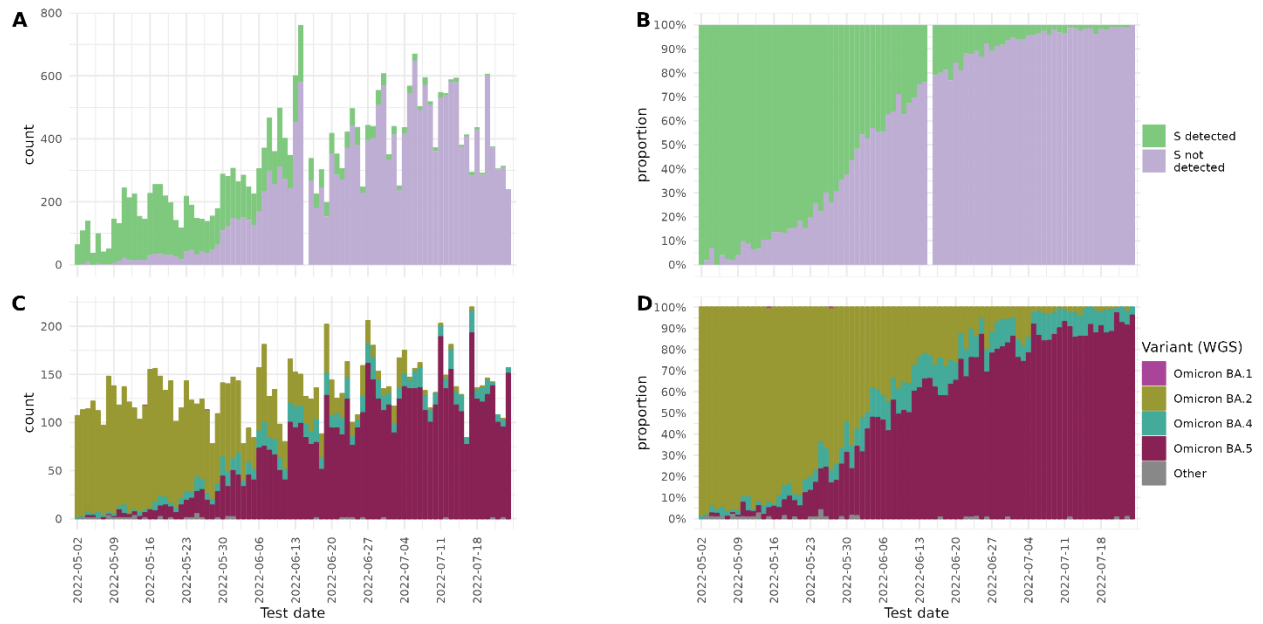 A
800
600
400
200
0
count
B
100%
90%
80%
70%
60%
50%
40%
30%
20%
10%
0%
proportion
S detected
S not
detected
C
200
150
100
50
0
count
2022-05-02
2022-05-09
2022-05-16
2022-05-23
2022-05-30
2022-06-06
2022-06-13
2022-06-20
2022-06-27
2022-07-04
2022-07-11
2022-07-18
Test date
D
100%
90%
80%
70%
60%
50%
40%
30%
20%
10%
0%
proportion
2022-05-02
2022-05-09
2022-05-16
2022-05-23
2022-05-30
2022-06-06
2022-06-13
2022-06-20
2022-06-27
2022-07-04
2022-07-11
2022-07-18
Test date
Variant (WGS)
Omicron BA.1
Omicron BA.2
Omicron BA.4
Omicron BA.5
Other